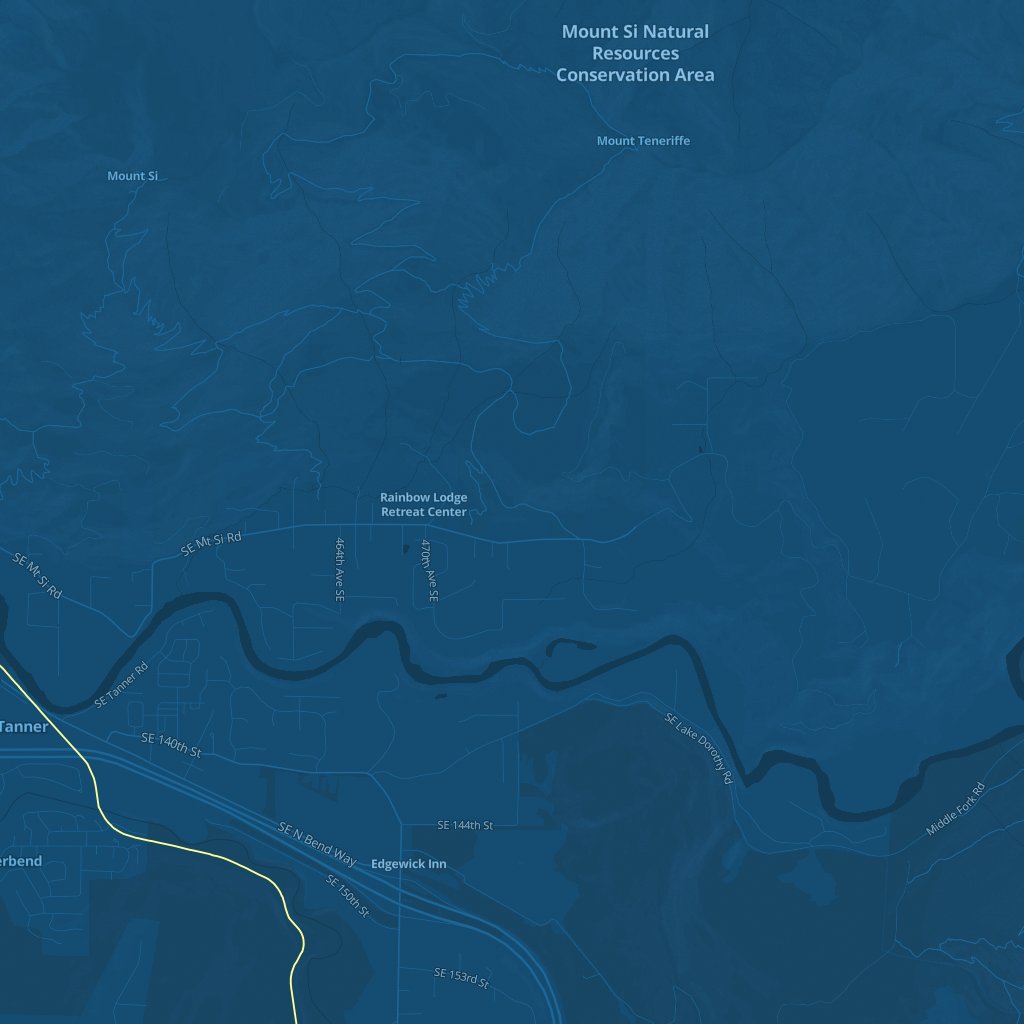 Mount Si Natural
Resources
Conservation Area
Mount Teneriffe
Mount Si
Rainbow Lodge
Retreat Center
SE Mt Si Rd
464th Ave SE
470th Ave SE
SE Mt Si Rd
SE Tanner Rd
Tanner
SE 140th St
SE Lake Dorothy Rd
Middle Fork Rd
SE N Bend Way
SE 144th St
Edgewick Inn
erbend
SE 150th St
SE 153rd St